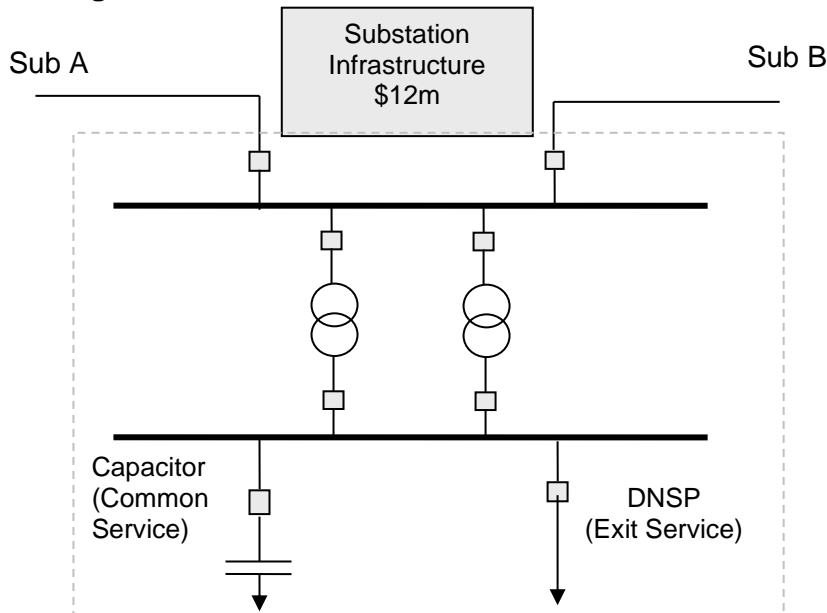 Substation
Infrastructure
$12m
Sub A
Sub B
Capacitor
(Common
Service)
DNSP
(Exit Service)